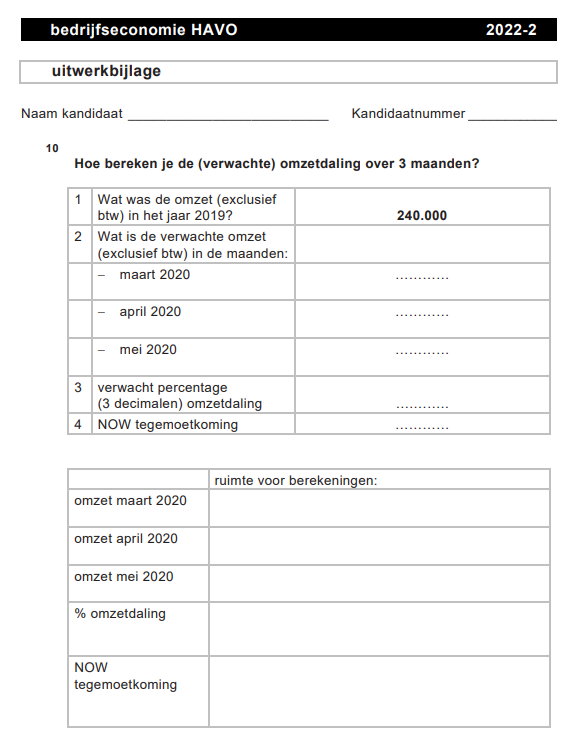 bedrijfseconomie HAVO 2022-2
uitwerkbijlage
Naam kandidaat ____________________________ Kandidaatnummer ____________
10
Hoe bereken je de (verwachte) omzetdaling over 3 maanden?
1 Wat was de omzet (exclusief
btw) in het jaar 2019? 240.000
2 Wat is de verwachte omzet
(exclusief btw) in de maanden:
– maart 2020 …………
– april 2020 …………
– mei 2020 …………
3 verwacht percentage
(3 decimalen) omzetdaling …………
4 NOW tegemoetkoming …………
ruimte voor berekeningen:
omzet maart 2020
omzet april 2020
omzet mei 2020
% omzetdaling
NOW
tegemoetkoming